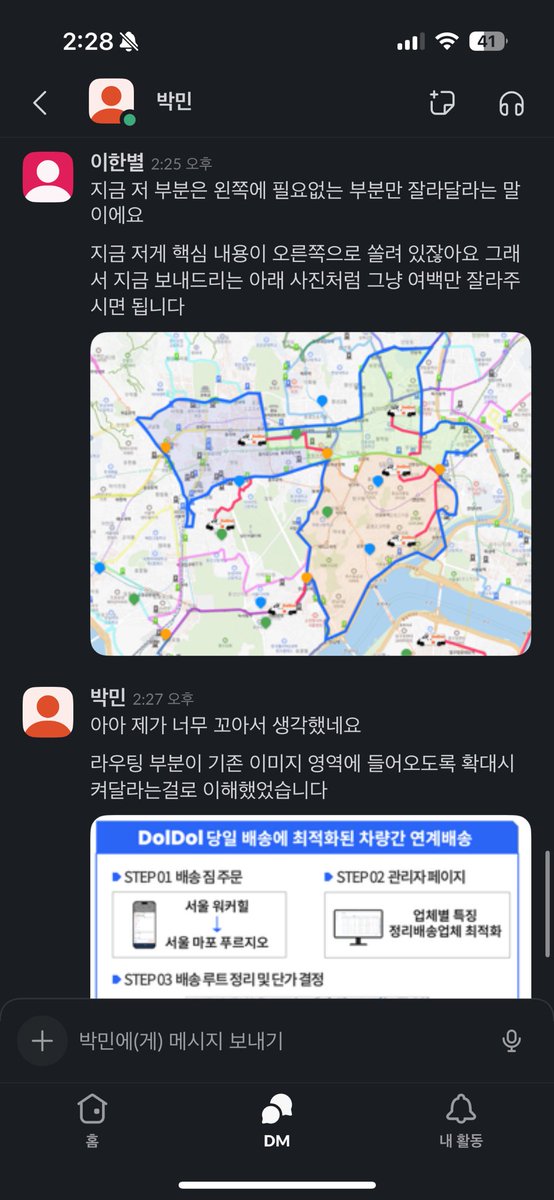 2:28
41
박민
이한별 2:25 오후
지금 저 부분은 왼쪽에 필요없는 부분만 잘라달라는 말
이에요
지금 저게 핵심 내용이 오른쪽으로 쏠려 있잖아요 그래
서 지금 보내드리는 아래 사진처럼 그냥 여백만 잘라주
시면 됩니다
박민 2:27 오후
아아 제가 너무 꼬아서 생각했네요
라우팅 부분이 기존 이미지 영역에 들어오도록 확대시
켜달라는걸로 이해했었습니다
DolDol 당일 배송에 최적화된 차량간 연계배송
STEP 01 배송 짐 주문
STEP 02 관리자 페이지
서울 워커힐
서울 마포 푸르지오
업체별 특징
정리배송업체 최적화
STEP 03 배송 루트 정리 및 단가 결정
박민에(게) 메시지 보내기
홈
DM
내 활동